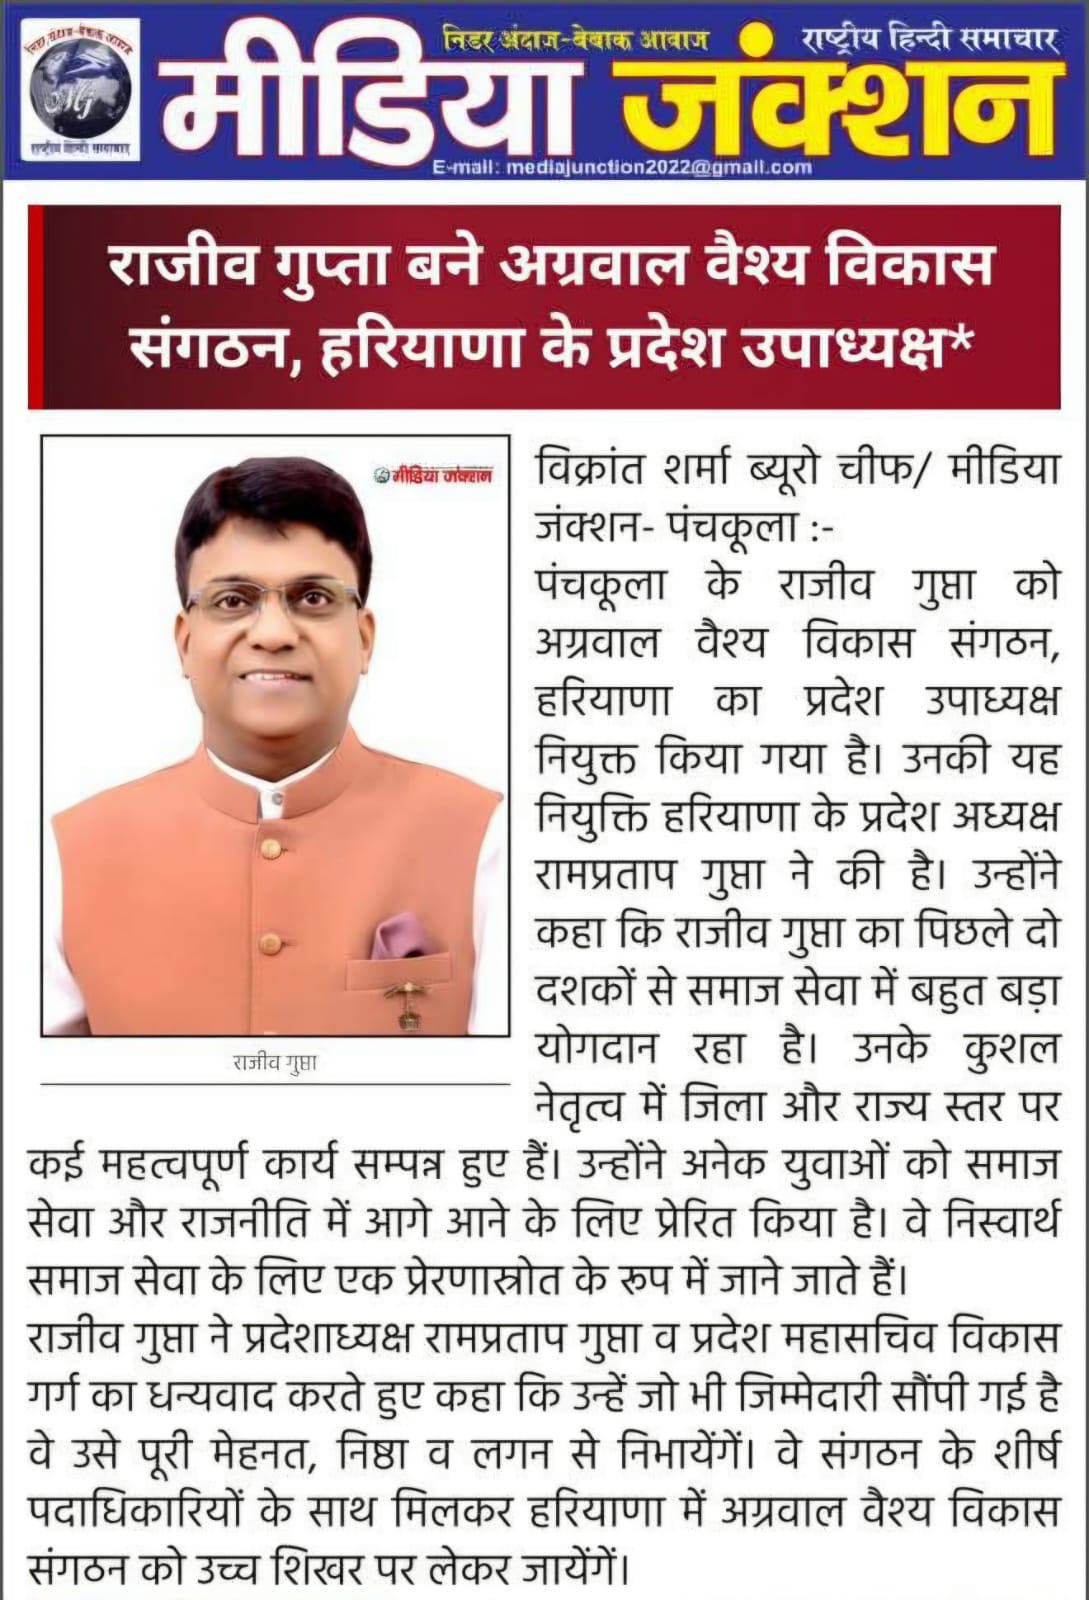 निडर अंदाज-बेबाक आवाज
राष्ट्रीय हिन्दी समाचार
मीडिया जंक्शन
Mj
राष्ट्रीय हिन्दी समाचार
E-mail: mediajunction2022@gmail.com
राजीव गुप्ता बने अग्रवाल वैश्य विकास
संगठन, हरियाणा के प्रदेश उपाध्यक्ष*
मीडिया जंक्शन
राजीव गुप्ता
विक्रांत शर्मा ब्यूरो चीफ/ मीडिया
जंक्शन- पंचकूला :-
पंचकूला के राजीव गुप्ता को
अग्रवाल वैश्य विकास संगठन,
हरियाणा का प्रदेश उपाध्यक्ष
नियुक्त किया गया है। उनकी यह
नियुक्ति हरियाणा के प्रदेश अध्यक्ष
रामप्रताप गुप्ता ने की है। उन्होंने
कहा कि राजीव गुप्ता का पिछले दो
दशकों से समाज सेवा में बहुत बड़ा
योगदान रहा है। उनके कुशल
नेतृत्व में जिला और राज्य स्तर पर
कई महत्वपूर्ण कार्य सम्पन्न हुए हैं। उन्होंने अनेक युवाओं को समाज
सेवा और राजनीति में आगे आने के लिए प्रेरित किया है। वे निस्वार्थ
समाज सेवा के लिए एक प्रेरणास्रोत के रूप में जाने जाते हैं।
राजीव गुप्ता ने प्रदेशाध्यक्ष रामप्रताप गुप्ता व प्रदेश महासचिव विकास
गर्ग का धन्यवाद करते हुए कहा कि उन्हें जो भी जिम्मेदारी सौंपी गई है
वे उसे पूरी मेहनत, निष्ठा व लगन से निभायेंगें। वे संगठन के शीर्ष
पदाधिकारियों के साथ मिलकर हरियाणा में अग्रवाल वैश्य विकास
संगठन को उच्च शिखर पर लेकर जायेंगें।